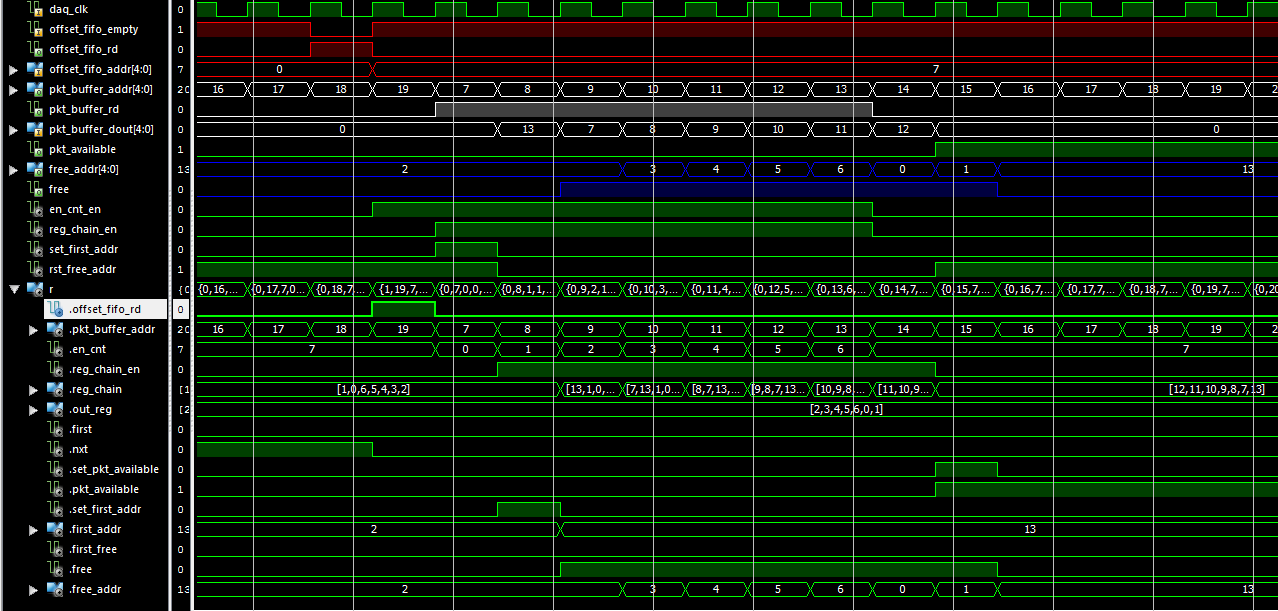 daq_clk 0
offset_fifo_empty 1
offset_fifo_rd 0
offset_fifo_addr[4:0] 7 0 7
pkt_buffer_addr[4:0] 20 16 17 18 19 7 8 9 10 11 12 13 14 15 16 17 18 19 2
pkt_buffer_rd 0
pkt_buffer_dout[4:0] 0 0 13 7 8 9 10 11 12 0
pkt_available 1
free_addr[4:0] 13 2 3 4 5 6 0 1 13
free 0
en_cnt_en 0
reg_chain_en 0
set_first_addr 0
rst_free_addr 1
r {0 {0,16,... {0,17,7,0... {0,18,7... {1,19,7,... {0,7,0,0,... {0,8,1,1... {0,9,2,1... {0,10,3,... {0,11,4,... {0,12,5,... {0,13,6,... {0,14,7,... {0,15,7,... {0,16,7,... {0,17,7,... {0,18,7,... {0,19,7,... {0,20
.offset_fifo_rd 0
.pkt_buffer_addr 20 16 17 18 19 7 8 9 10 11 12 13 14 15 16 17 18 19 2
.en_cnt 7 7 0 1 2 3 4 5 6 7
.reg_chain_en 0
.reg_chain [1 [1,0,6,5,4,3,2] [13,1,0,... [7,13,1,0... [8,7,13,... [9,8,7,13... [10,9,8... [11,10,9... [12,11,10,9,8,7,13]
.out_reg [2 [2,3,4,5,6,0,1]
.first 0
.nxt 0
.set_pkt_available 0
.pkt_available 1
.set_first_addr 0
.first_addr 13 2 13
.first_free 0
.free 0
.free_addr 13 2 3 4 5 6 0 1 13